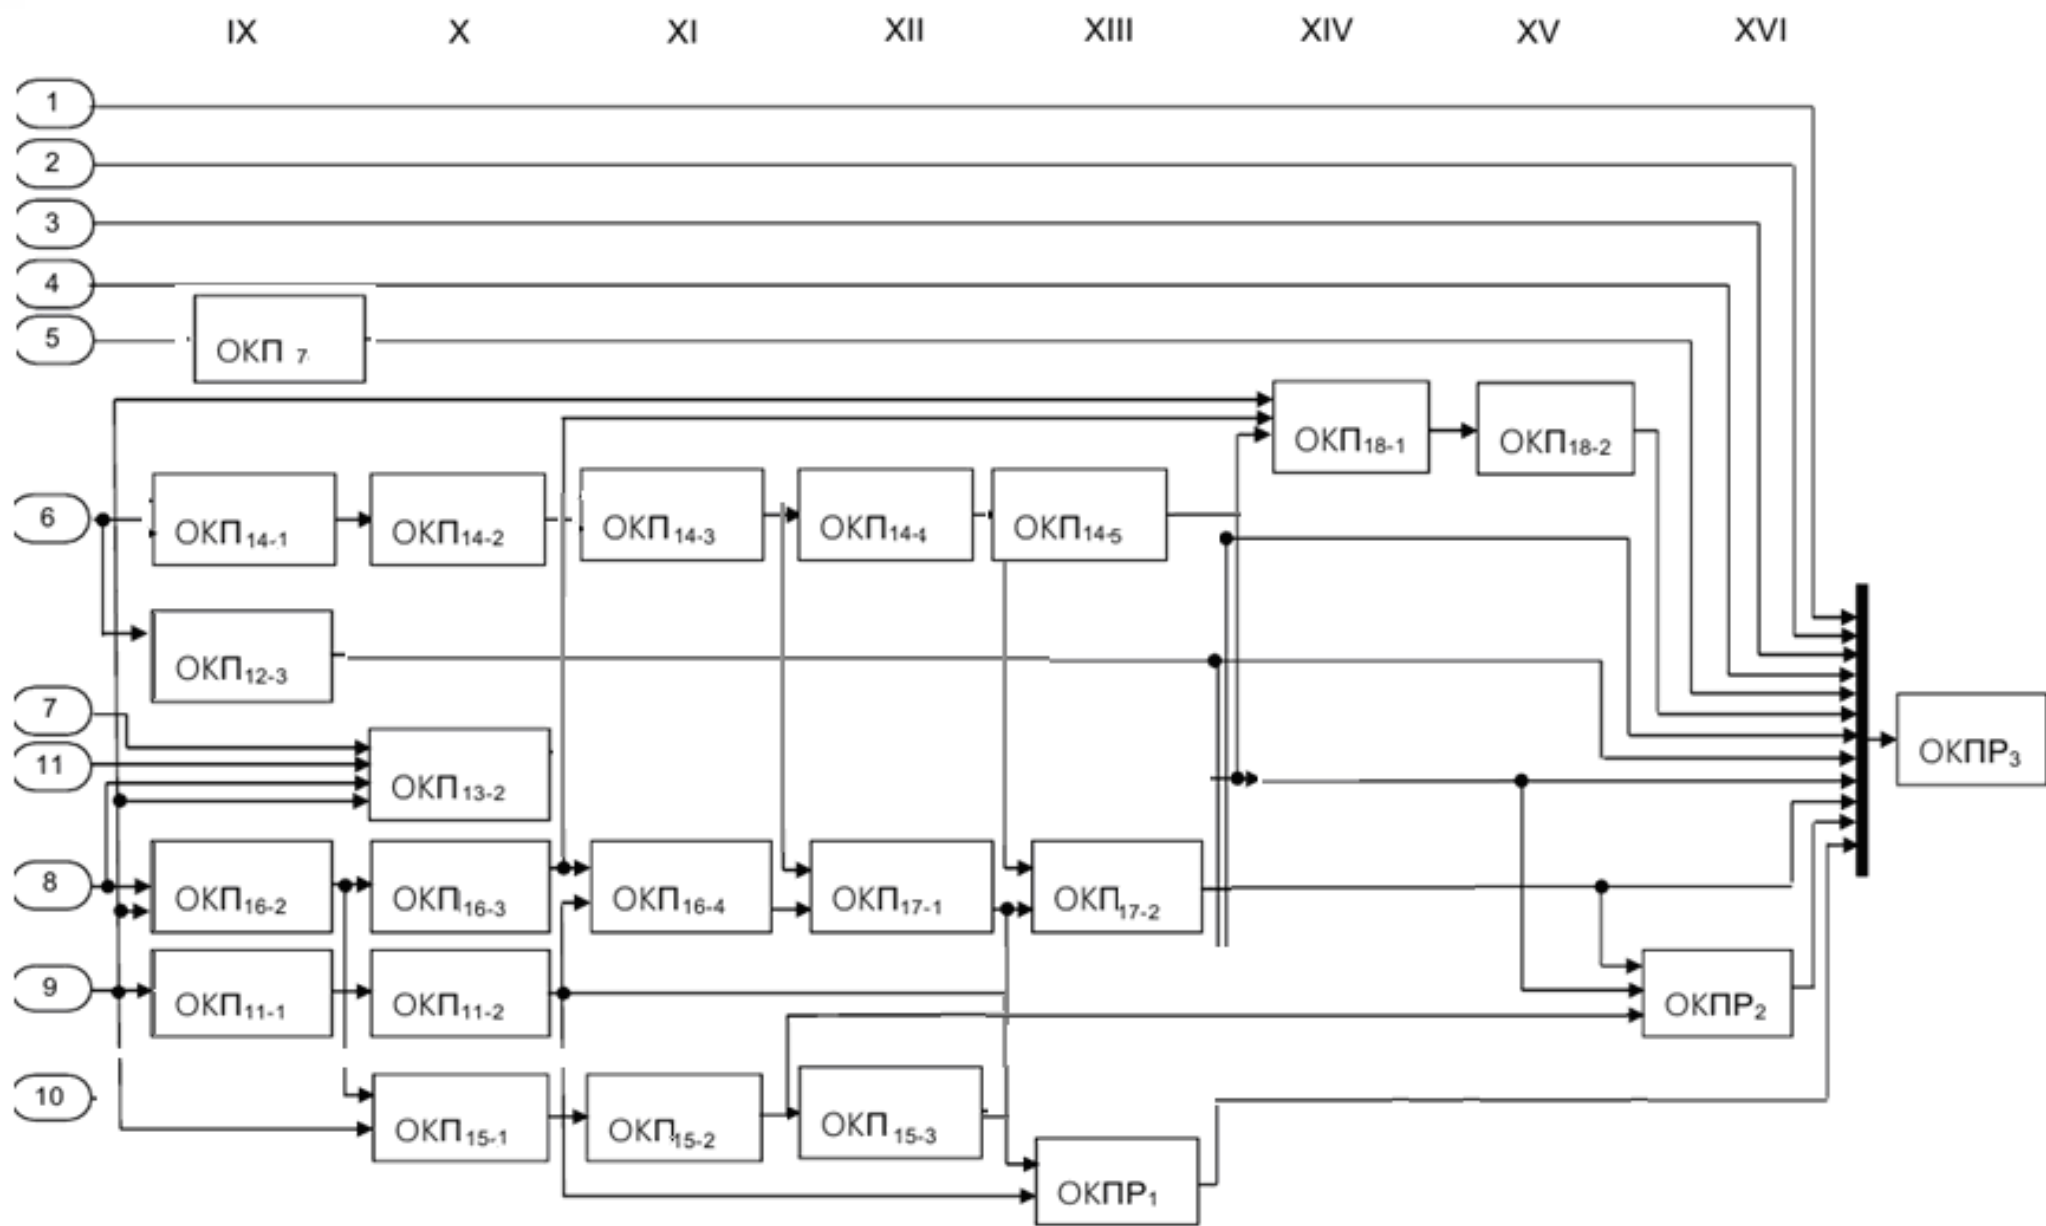 IX X XI XII XIII XIV XV XVI
1
2
3
4
5
ОКП 7
ОКП18-1 ОКП18-2
6
ОКП14-1 ОКП14-2 ОКП14-3 ОКП14-4 ОКП14-5
ОКП12-3
7
11
ОКП13-2
ОКПР3
8
ОКП16-2 ОКП16-3 ОКП16-4 ОКП17-1 ОКП17-2
9
ОКП11-1 ОКП11-2 ОКПР2
10
ОКП15-1 ОКП15-2 ОКП15-3
ОКПР1